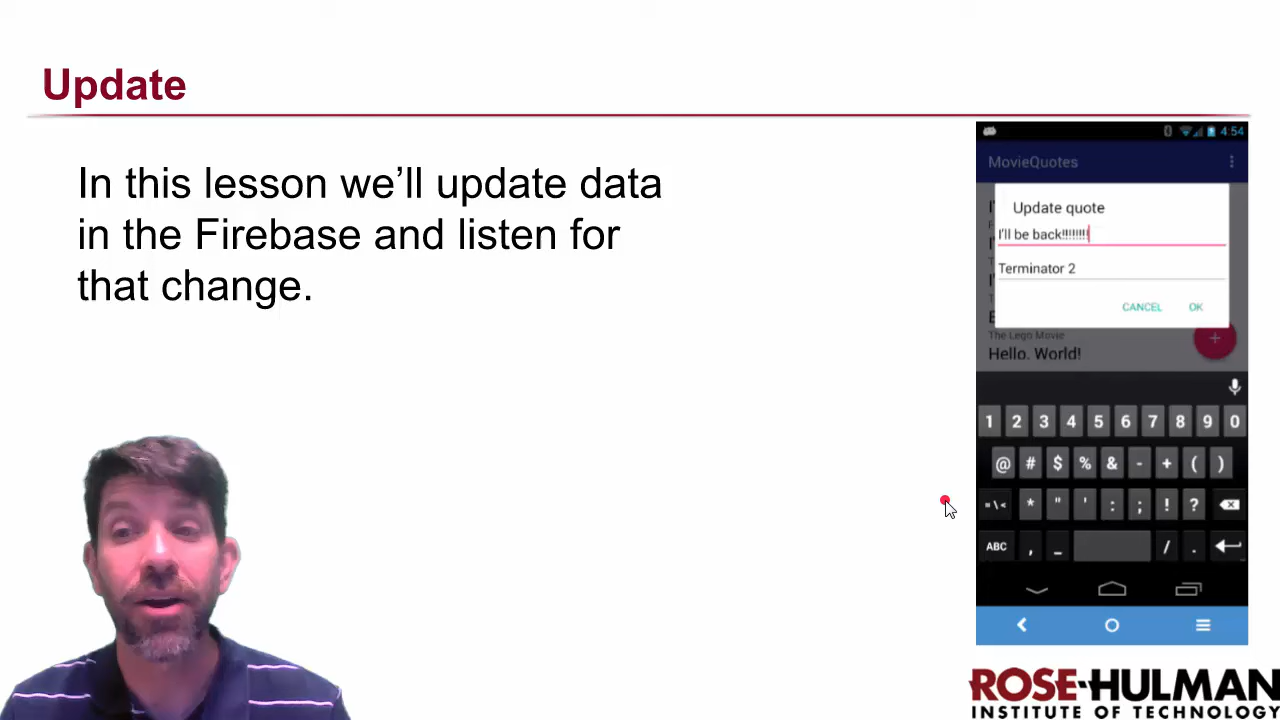 Update
In this lesson we’ll update data
in the Firebase and listen for
that change.
4:54
MovieQuotes
Update quote
I'll be back!!!!!!!!
Terminator 2
CANCEL OK
The Lego Movie
Hello. World!
+
1 2 3 4 5 6 7 8 9 0
@ # $ % & - + ( )
= \ < * " ' : ; ! ?
ABC , _ / .
ROSE-HULMAN
INSTITUTE OF TECHNOLOGY